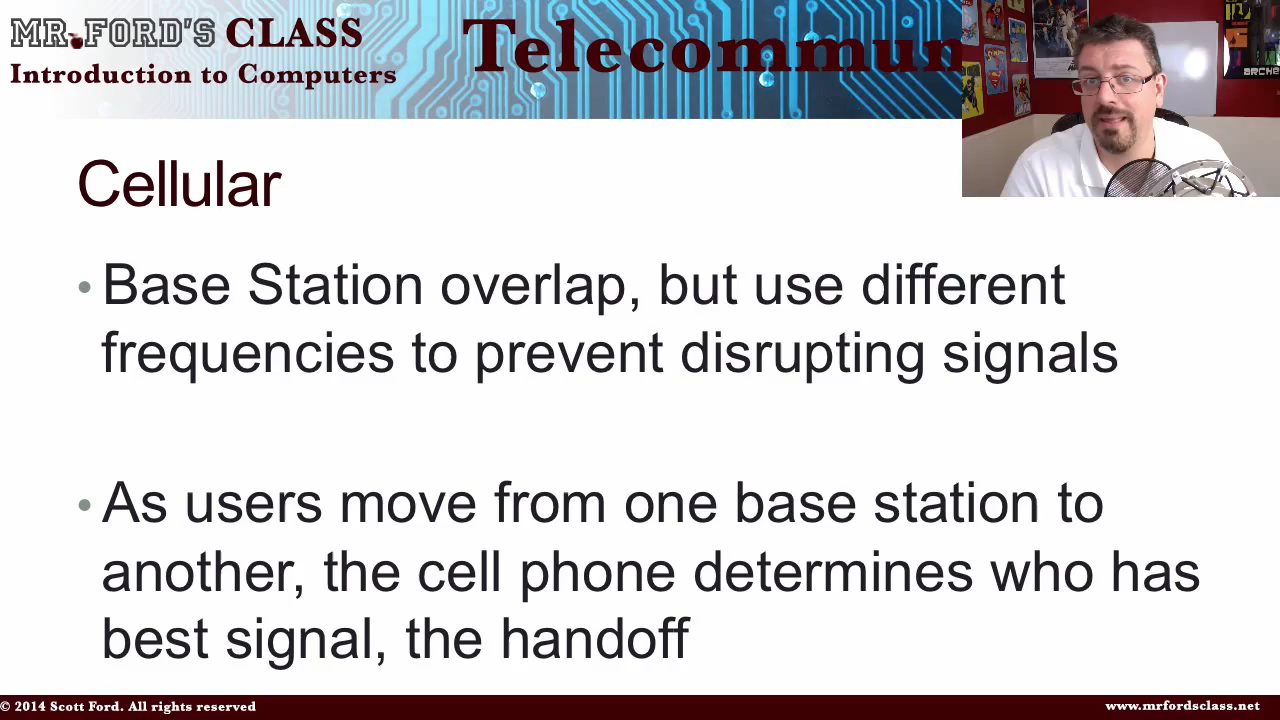 MR.FORD'S CLASS
Introduction to Computers
Telecommun
ARCHE
Cellular
• Base Station overlap, but use different
frequencies to prevent disrupting signals
• As users move from one base station to
another, the cell phone determines who has
best signal, the handoff
© 2014 Scott Ford. All rights reserved
www.mrfordsclass.net